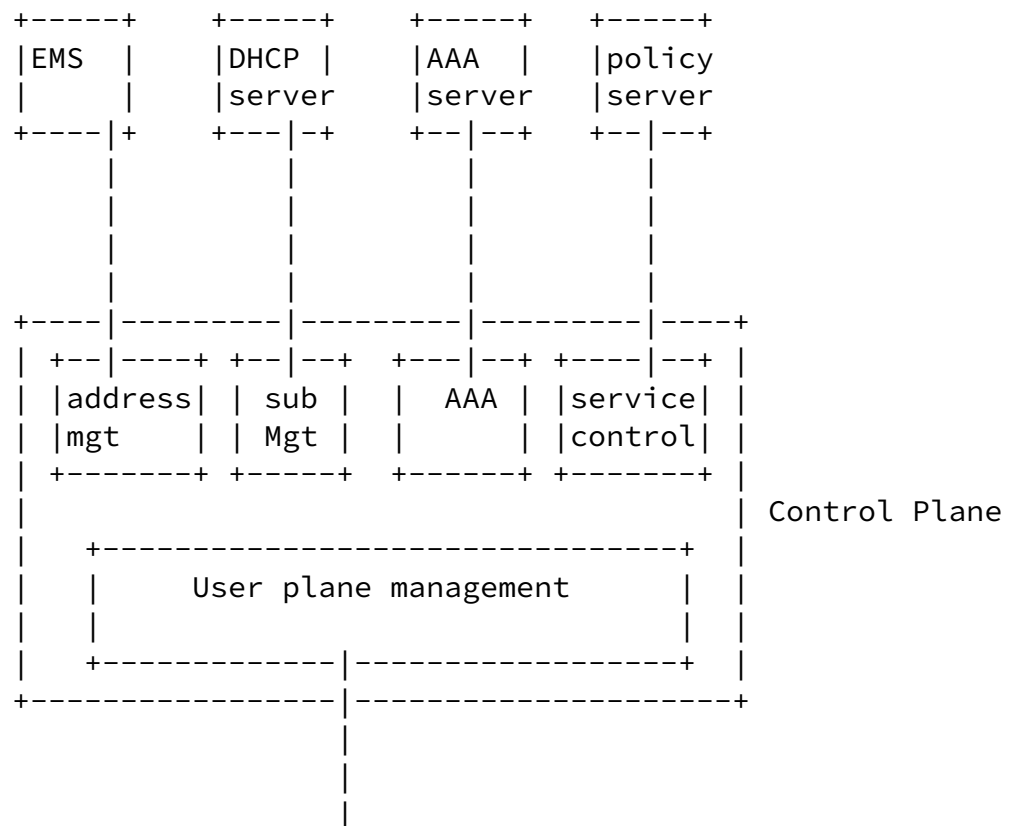 EMS DHCP AAA policy
server server server
address sub AAA service
mgt Mgt control
Control Plane
User plane management